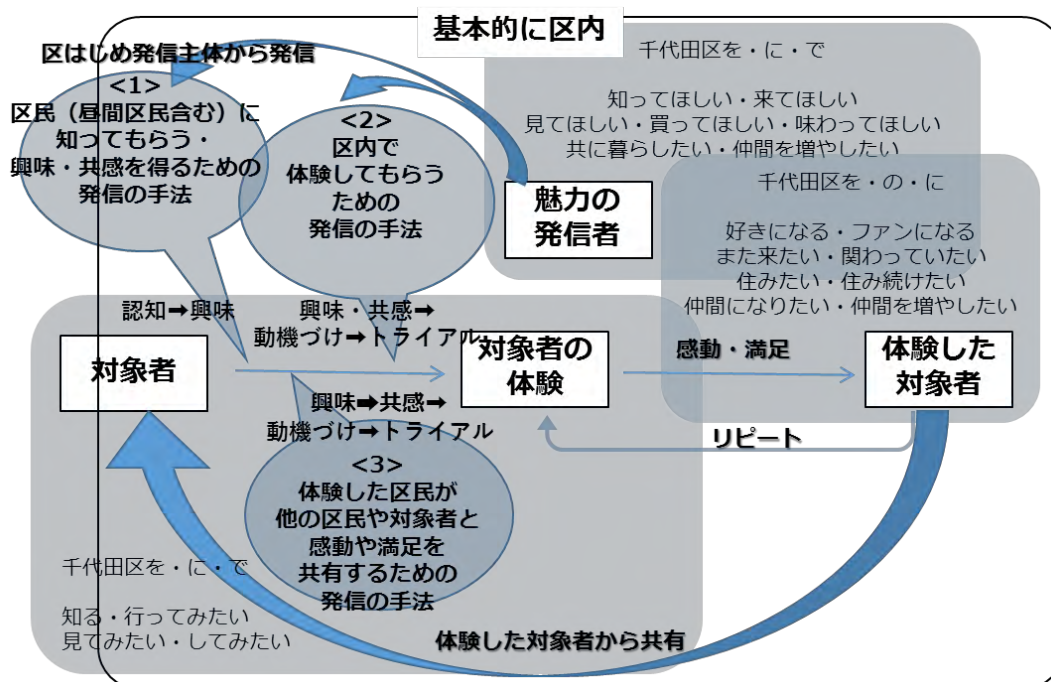 基本的に区内
区はじめ発信主体から発信
<1>
区民（昼間区民含む）に
知ってもらう・
興味・共感を得るための
発信の手法
<2>
区内で
体験してもらう
ための
発信の手法
千代田区を・に・で
知ってほしい・来てほしい
見てほしい・買ってほしい・味わってほしい
共に暮らしたい・仲間を増やしたい
魅力の
発信者
千代田区を・の・に
好きになる・ファンになる
また来たい・関わっていたい
住みたい・住み続けたい
仲間になりたい・仲間を増やしたい
認知➡興味
興味・共感➡
動機づけ➡トライアル
対象者
対象者の
体験
感動・満足
体験した
対象者
興味➡共感➡
動機づけ➡トライアル
リピート
<3>
体験した区民が
他の区民や対象者と
感動や満足を
共有するための
発信の手法
千代田区を・に・で
知る・行ってみたい
見てみたい・してみたい
体験した対象者から共有